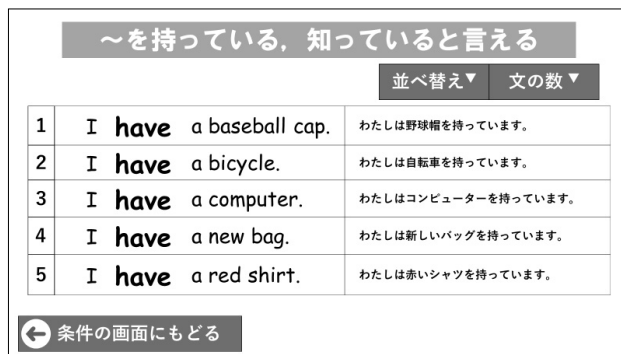 ～を持っている，知っていると言える
並べ替え▼ 文の数▼
1 I have a baseball cap. わたしは野球帽を持っています。
2 I have a bicycle. わたしは自転車を持っています。
3 I have a computer. わたしはコンピューターを持っています。
4 I have a new bag. わたしは新しいバッグを持っています。
5 I have a red shirt. わたしは赤いシャツを持っています。
条件の画面にもどる